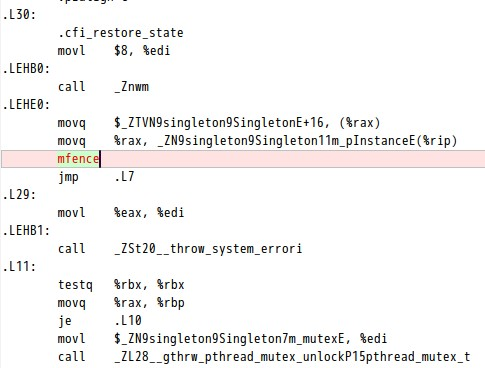 .L30:
.cfi_restore_state
movl $8, %edi
.LEHB0:
call _Znwm
.LEHE0:
movq $_ZTVN9singleton9SingletonE+16, (%rax)
movq %rax, _ZN9singleton9Singleton11m_pInstanceE(%rip)
mfence
jmp .L7
.L29:
movl %eax, %edi
.LEHB1:
call _ZSt20__throw_system_errori
.L11:
testq %rbx, %rbx
movq %rax, %rbp
je .L10
movl $_ZN9singleton9Singleton7m_mutexE, %edi
call _ZL28__gthrw_pthread_mutex_unlockP15pthread_mutex_t